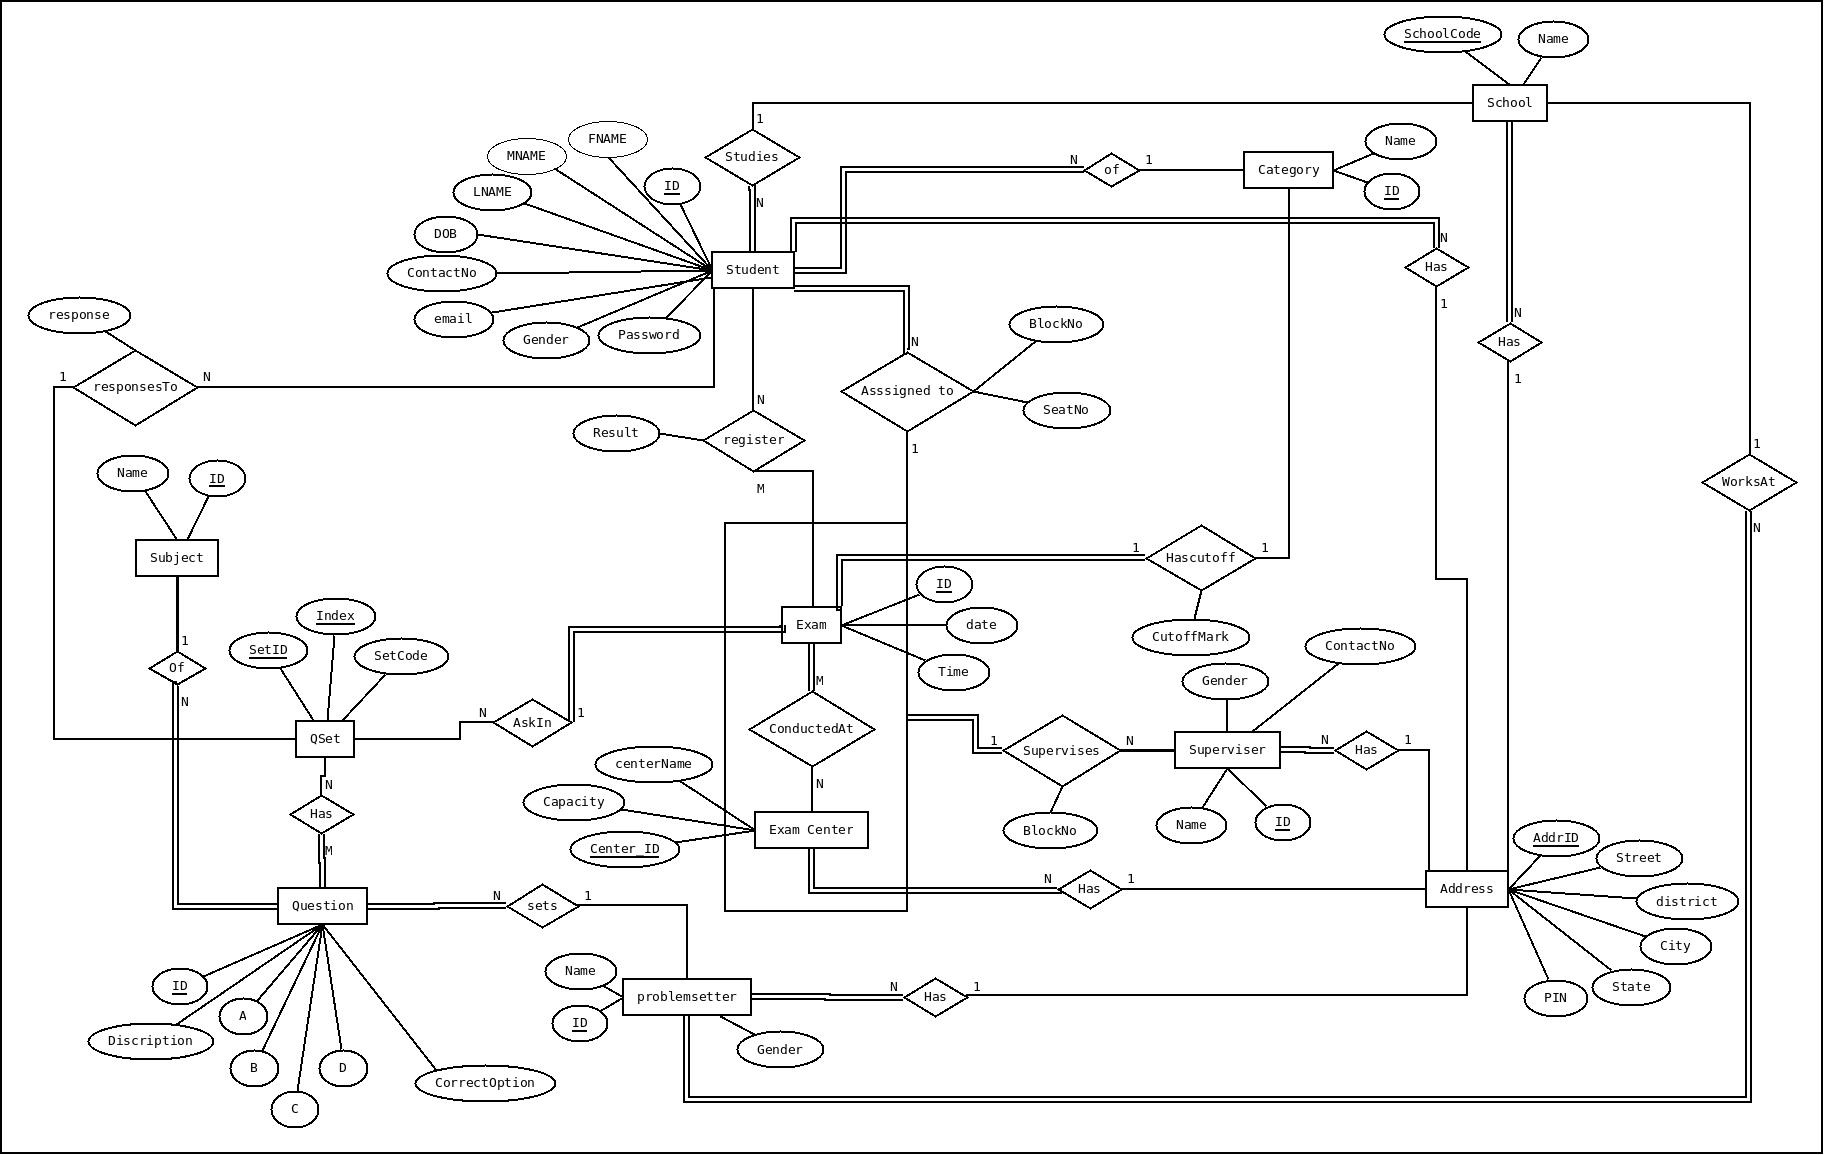 SchoolCode
Name
School
1
FNAME
MNAME
Studies
Name
N
of
1
Category
ID
LNAME
ID
N
DOB
N
ContactNo
Student
Has
1
response
email
Gender
Password
BlockNo
N
N
Has
1
responsesTo
N
Asssigned to
1
N
SeatNo
Result
register
1
1
M
Name
ID
WorksAt
N
Subject
1
Hascutoff
1
ID
Index
Exam
date
CutoffMark
ContactNo
1
SetID
SetCode
Of
Time
Gender
N
M
N
AskIn
1
QSet
ConductedAt
1
Supervises
N
Superviser
N
Has
1
centerName
N
N
Capacity
Has
Exam Center
BlockNo
Name
ID
M
Center_ID
AddrID
Street
N
Has
1
Address
Question
N
sets
1
district
City
Name
ID
problemsetter
N
Has
1
State
PIN
A
ID
Discription
Gender
B
D
CorrectOption
C